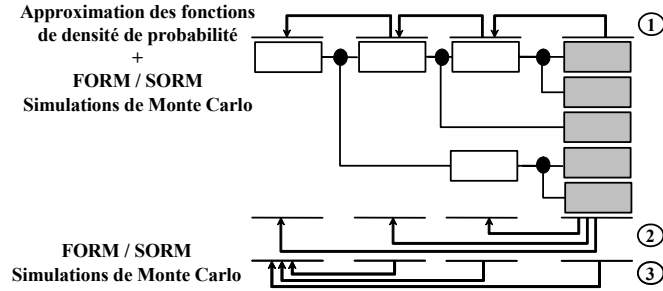 Approximation des fonctions
de densité de probabilité
+
FORM / SORM
Simulations de Monte Carlo
1
2
FORM / SORM
Simulations de Monte Carlo
3